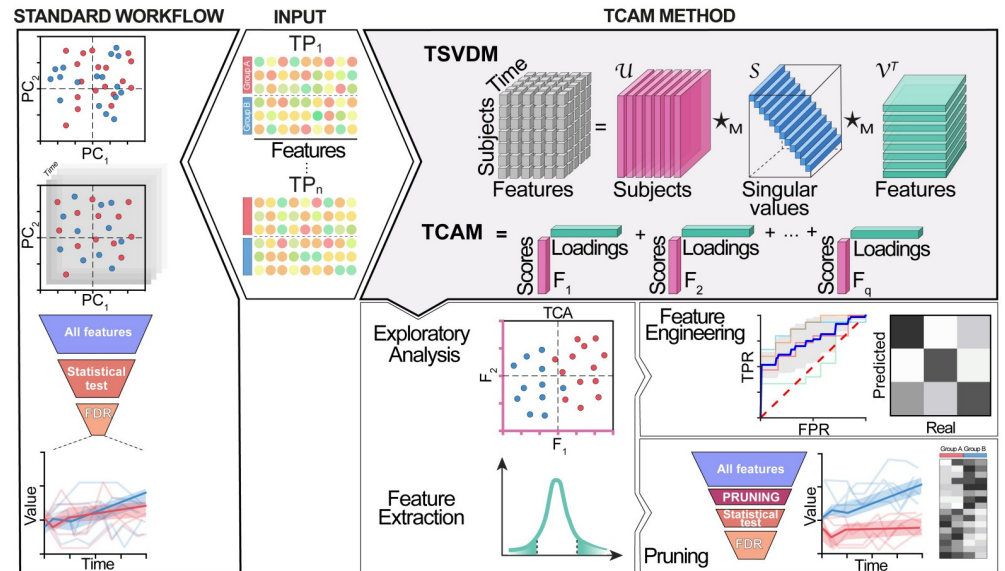 STANDARD WORKFLOW
INPUT
TCAM METHOD
PC2
PC1
Time
PC2
PC1
All features
Statistical
test
FDR
Value
Time
TP1
Group A
Group B
Features
TPn
TSVDM
Time
Subjects
Features
=
U
Subjects
★M
S
Singular
values
★M
VT
Features
TCAM =
Scores
Loadings
F1
+
Scores
Loadings
F2
+ ... +
Scores
Loadings
Fq
Exploratory
Analysis
TCA
F2
F1
Feature
Extraction
Feature
Engineering
TPR
FPR
Predicted
Real
All features
PRUNING
Statistical
test
FDR
Pruning
Value
Time
Group A Group B